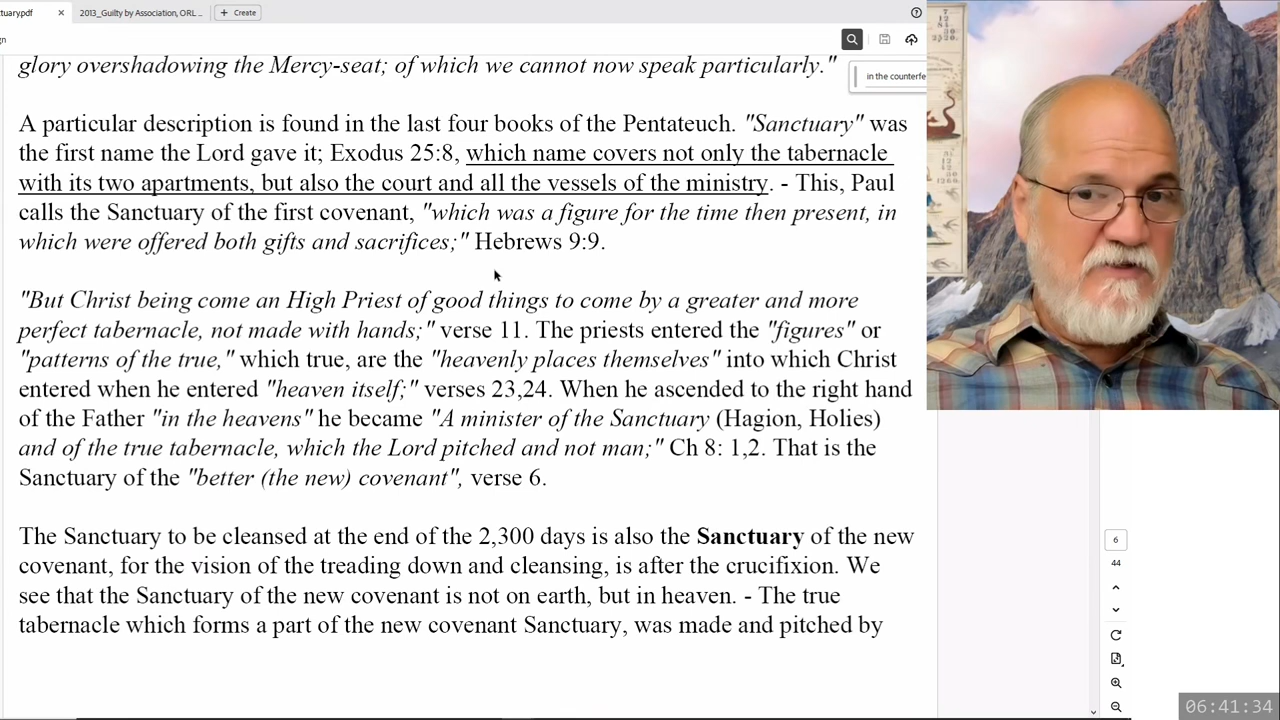 ctuary.pdf
2013_Guilty by Association, ORL ...
Create
gn
in the counterfe
glory overshadowing the Mercy-seat; of which we cannot now speak particularly."
A particular description is found in the last four books of the Pentateuch. "Sanctuary" was
the first name the Lord gave it; Exodus 25:8, which name covers not only the tabernacle
with its two apartments, but also the court and all the vessels of the ministry. - This, Paul
calls the Sanctuary of the first covenant, "which was a figure for the time then present, in
which were offered both gifts and sacrifices;" Hebrews 9:9.
"But Christ being come an High Priest of good things to come by a greater and more
perfect tabernacle, not made with hands;" verse 11. The priests entered the "figures" or
"patterns of the true," which true, are the "heavenly places themselves" into which Christ
entered when he entered "heaven itself;" verses 23,24. When he ascended to the right hand
of the Father "in the heavens" he became "A minister of the Sanctuary (Hagion, Holies)
and of the true tabernacle, which the Lord pitched and not man;" Ch 8: 1,2. That is the
Sanctuary of the "better (the new) covenant", verse 6.
The Sanctuary to be cleansed at the end of the 2,300 days is also the Sanctuary of the new
covenant, for the vision of the treading down and cleansing, is after the crucifixion. We
see that the Sanctuary of the new covenant is not on earth, but in heaven. - The true
tabernacle which forms a part of the new covenant Sanctuary, was made and pitched by
6
44
06:41:34